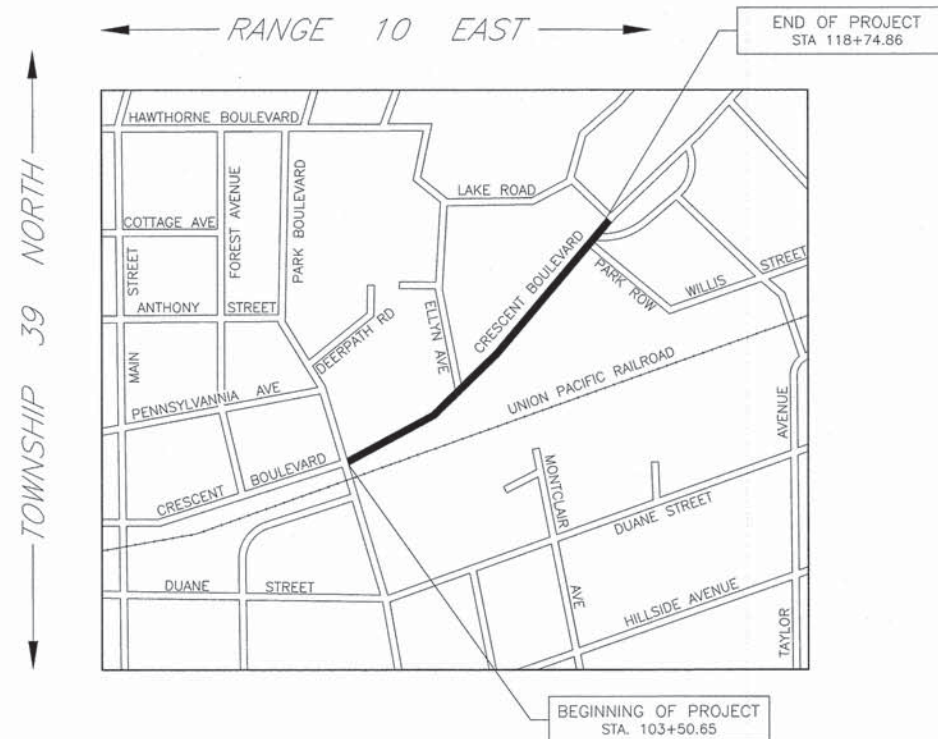 RANGE 10 EAST
END OF PROJECT
STA 118+74.86
TOWNSHIP 39 NORTH
HAWTHORNE BOULEVARD
FOREST AVENUE
PARK BOULEVARD
LAKE ROAD
COTTAGE AVE
MAIN STREET
ANTHONY STREET
DEERPATH RD
ELLYN AVE
CRESCENT BOULEVARD
PARK ROW
WILLIS STREET
UNION PACIFIC RAILROAD
PENNSYLVANNIA AVE
CRESCENT BOULEVARD
MONTCLAIR AVE
DUANE STREET
TAYLOR AVENUE
DUANE STREET
HILLSIDE AVENUE
BEGINNING OF PROJECT
STA. 103+50.65